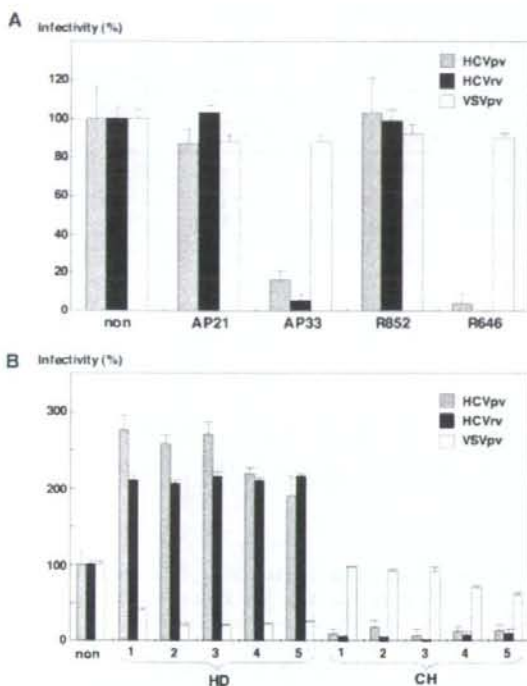 A
Infectivity (%)
120
100
80
60
40
20
0
HCVpv
HCVrv
VSVpv
non AP21 AP33 R852 R646
B
Infectivity (%)
300
200
100
0
HCVpv
HCVrv
VSVpv
non 1 2 3 4 5 1 2 3 4 5
HD CH